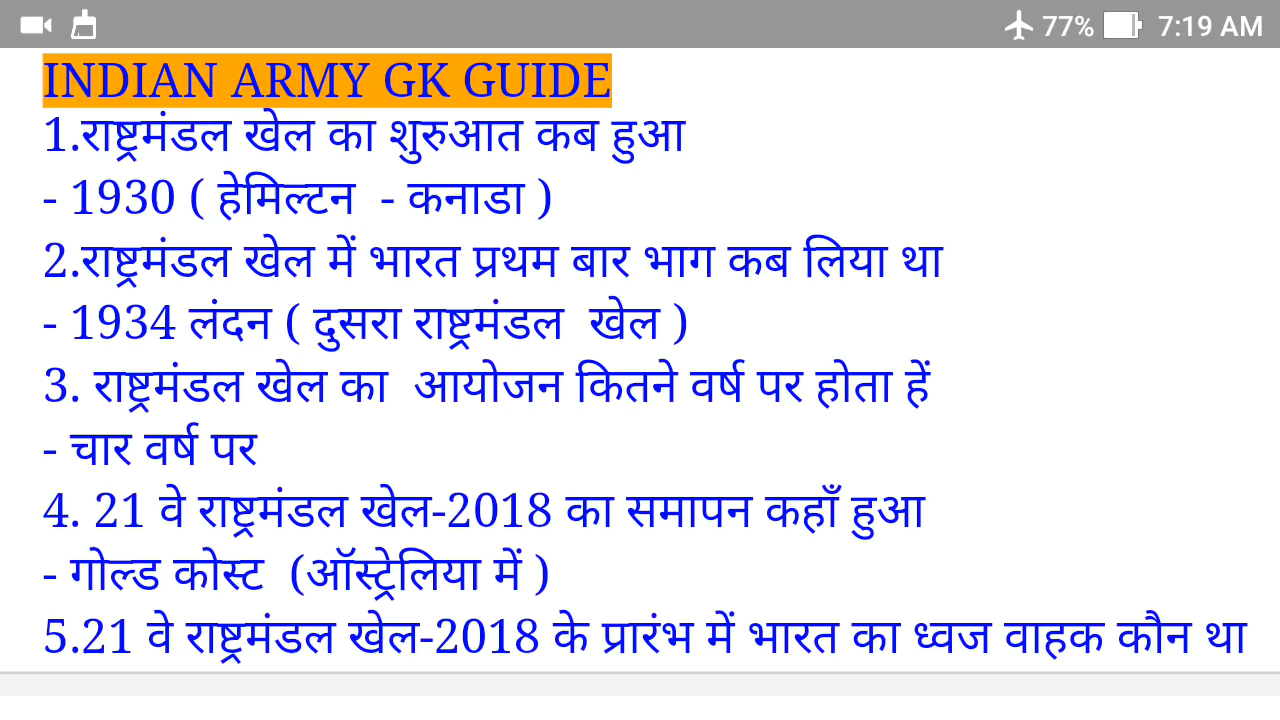 77% 7:19 AM
INDIAN ARMY GK GUIDE
1.राष्ट्रमंडल खेल का शुरुआत कब हुआ
- 1930 ( हेमिल्टन - कनाडा )
2.राष्ट्रमंडल खेल में भारत प्रथम बार भाग कब लिया था
- 1934 लंदन ( दुसरा राष्ट्रमंडल खेल )
3. राष्ट्रमंडल खेल का आयोजन कितने वर्ष पर होता हें
- चार वर्ष पर
4. 21 वे राष्ट्रमंडल खेल-2018 का समापन कहाँ हुआ
- गोल्ड कोस्ट (ऑस्ट्रेलिया में )
5.21 वे राष्ट्रमंडल खेल-2018 के प्रारंभ में भारत का ध्वज वाहक कौन था